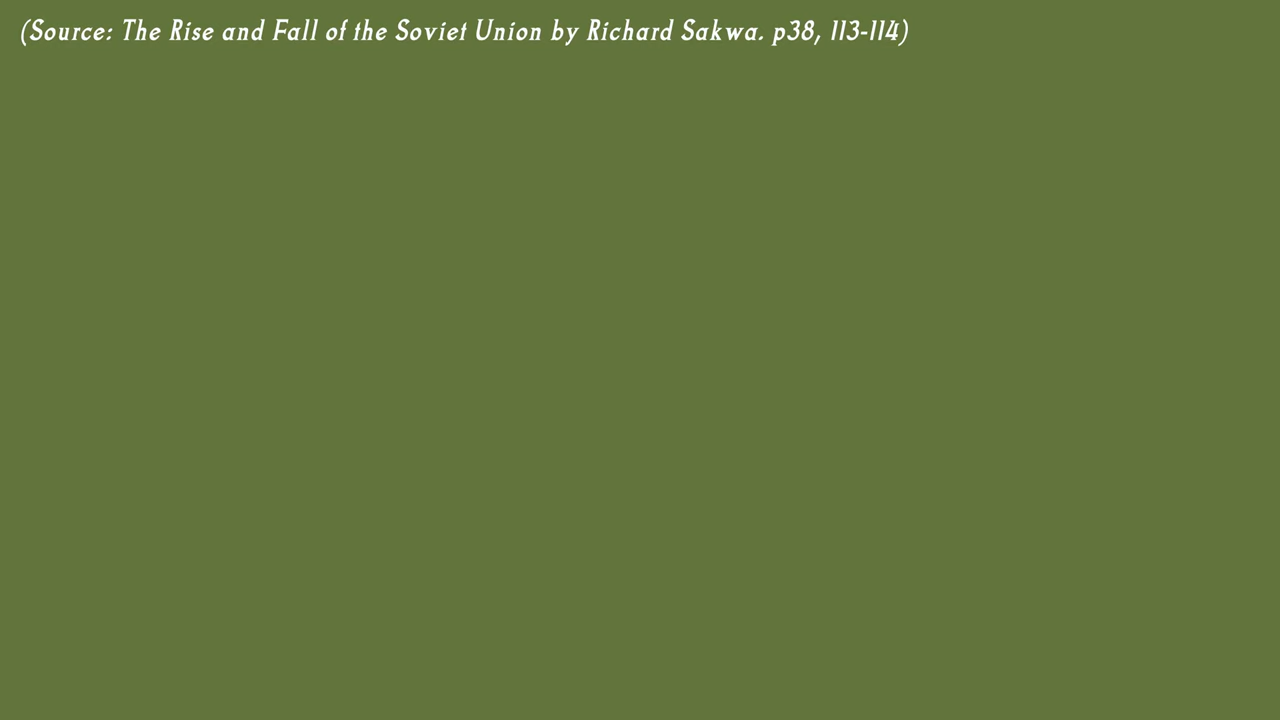 (Source: The Rise and Fall of the Soviet Union by Richard Sakwa. p38, 113-114)